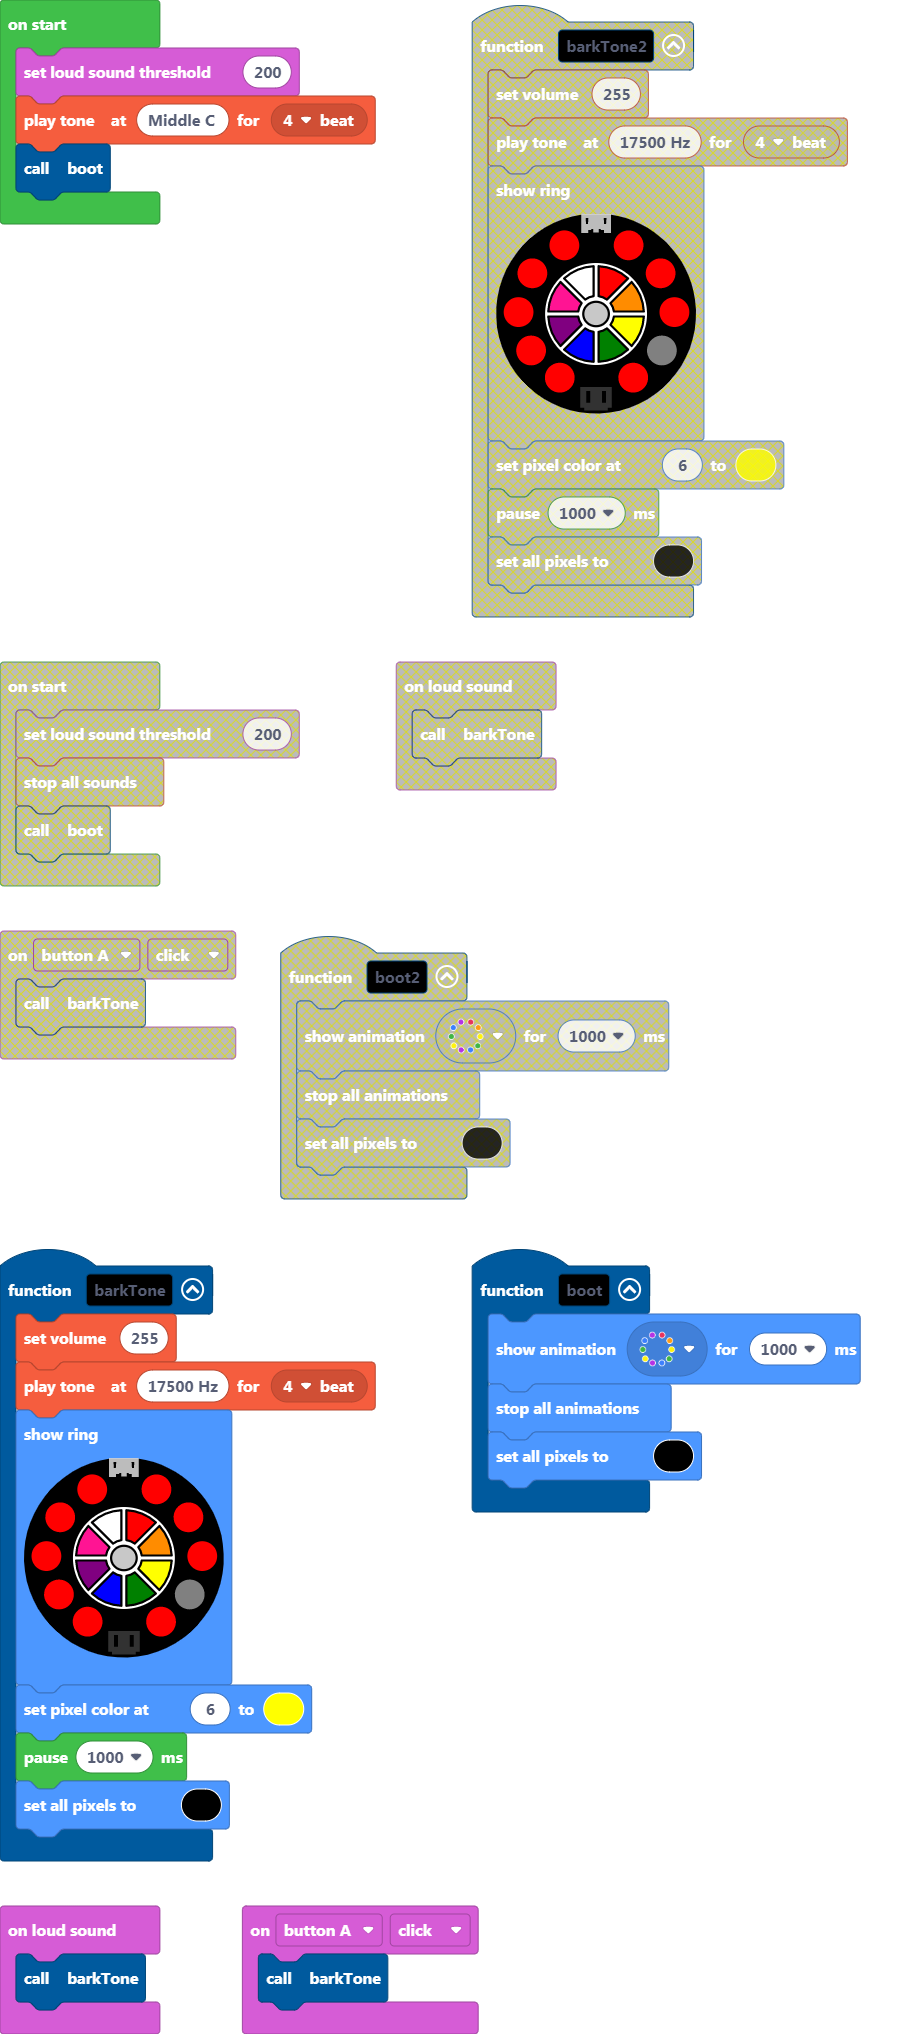 on start
set loud sound threshold 200
play tone at Middle C for 4 beat
call boot
function barkTone2
set volume 255
play tone at 17500 Hz for 4 beat
show ring
set pixel color at 6 to
pause 1000 ms
set all pixels to
on start
set loud sound threshold 200
stop all sounds
call boot
on loud sound
call barkTone
on button A click
call barkTone
function boot2
show animation for 1000 ms
stop all animations
set all pixels to
function barkTone
set volume 255
play tone at 17500 Hz for 4 beat
show ring
set pixel color at 6 to
pause 1000 ms
set all pixels to
function boot
show animation for 1000 ms
stop all animations
set all pixels to
on loud sound
call barkTone
on button A click
call barkTone